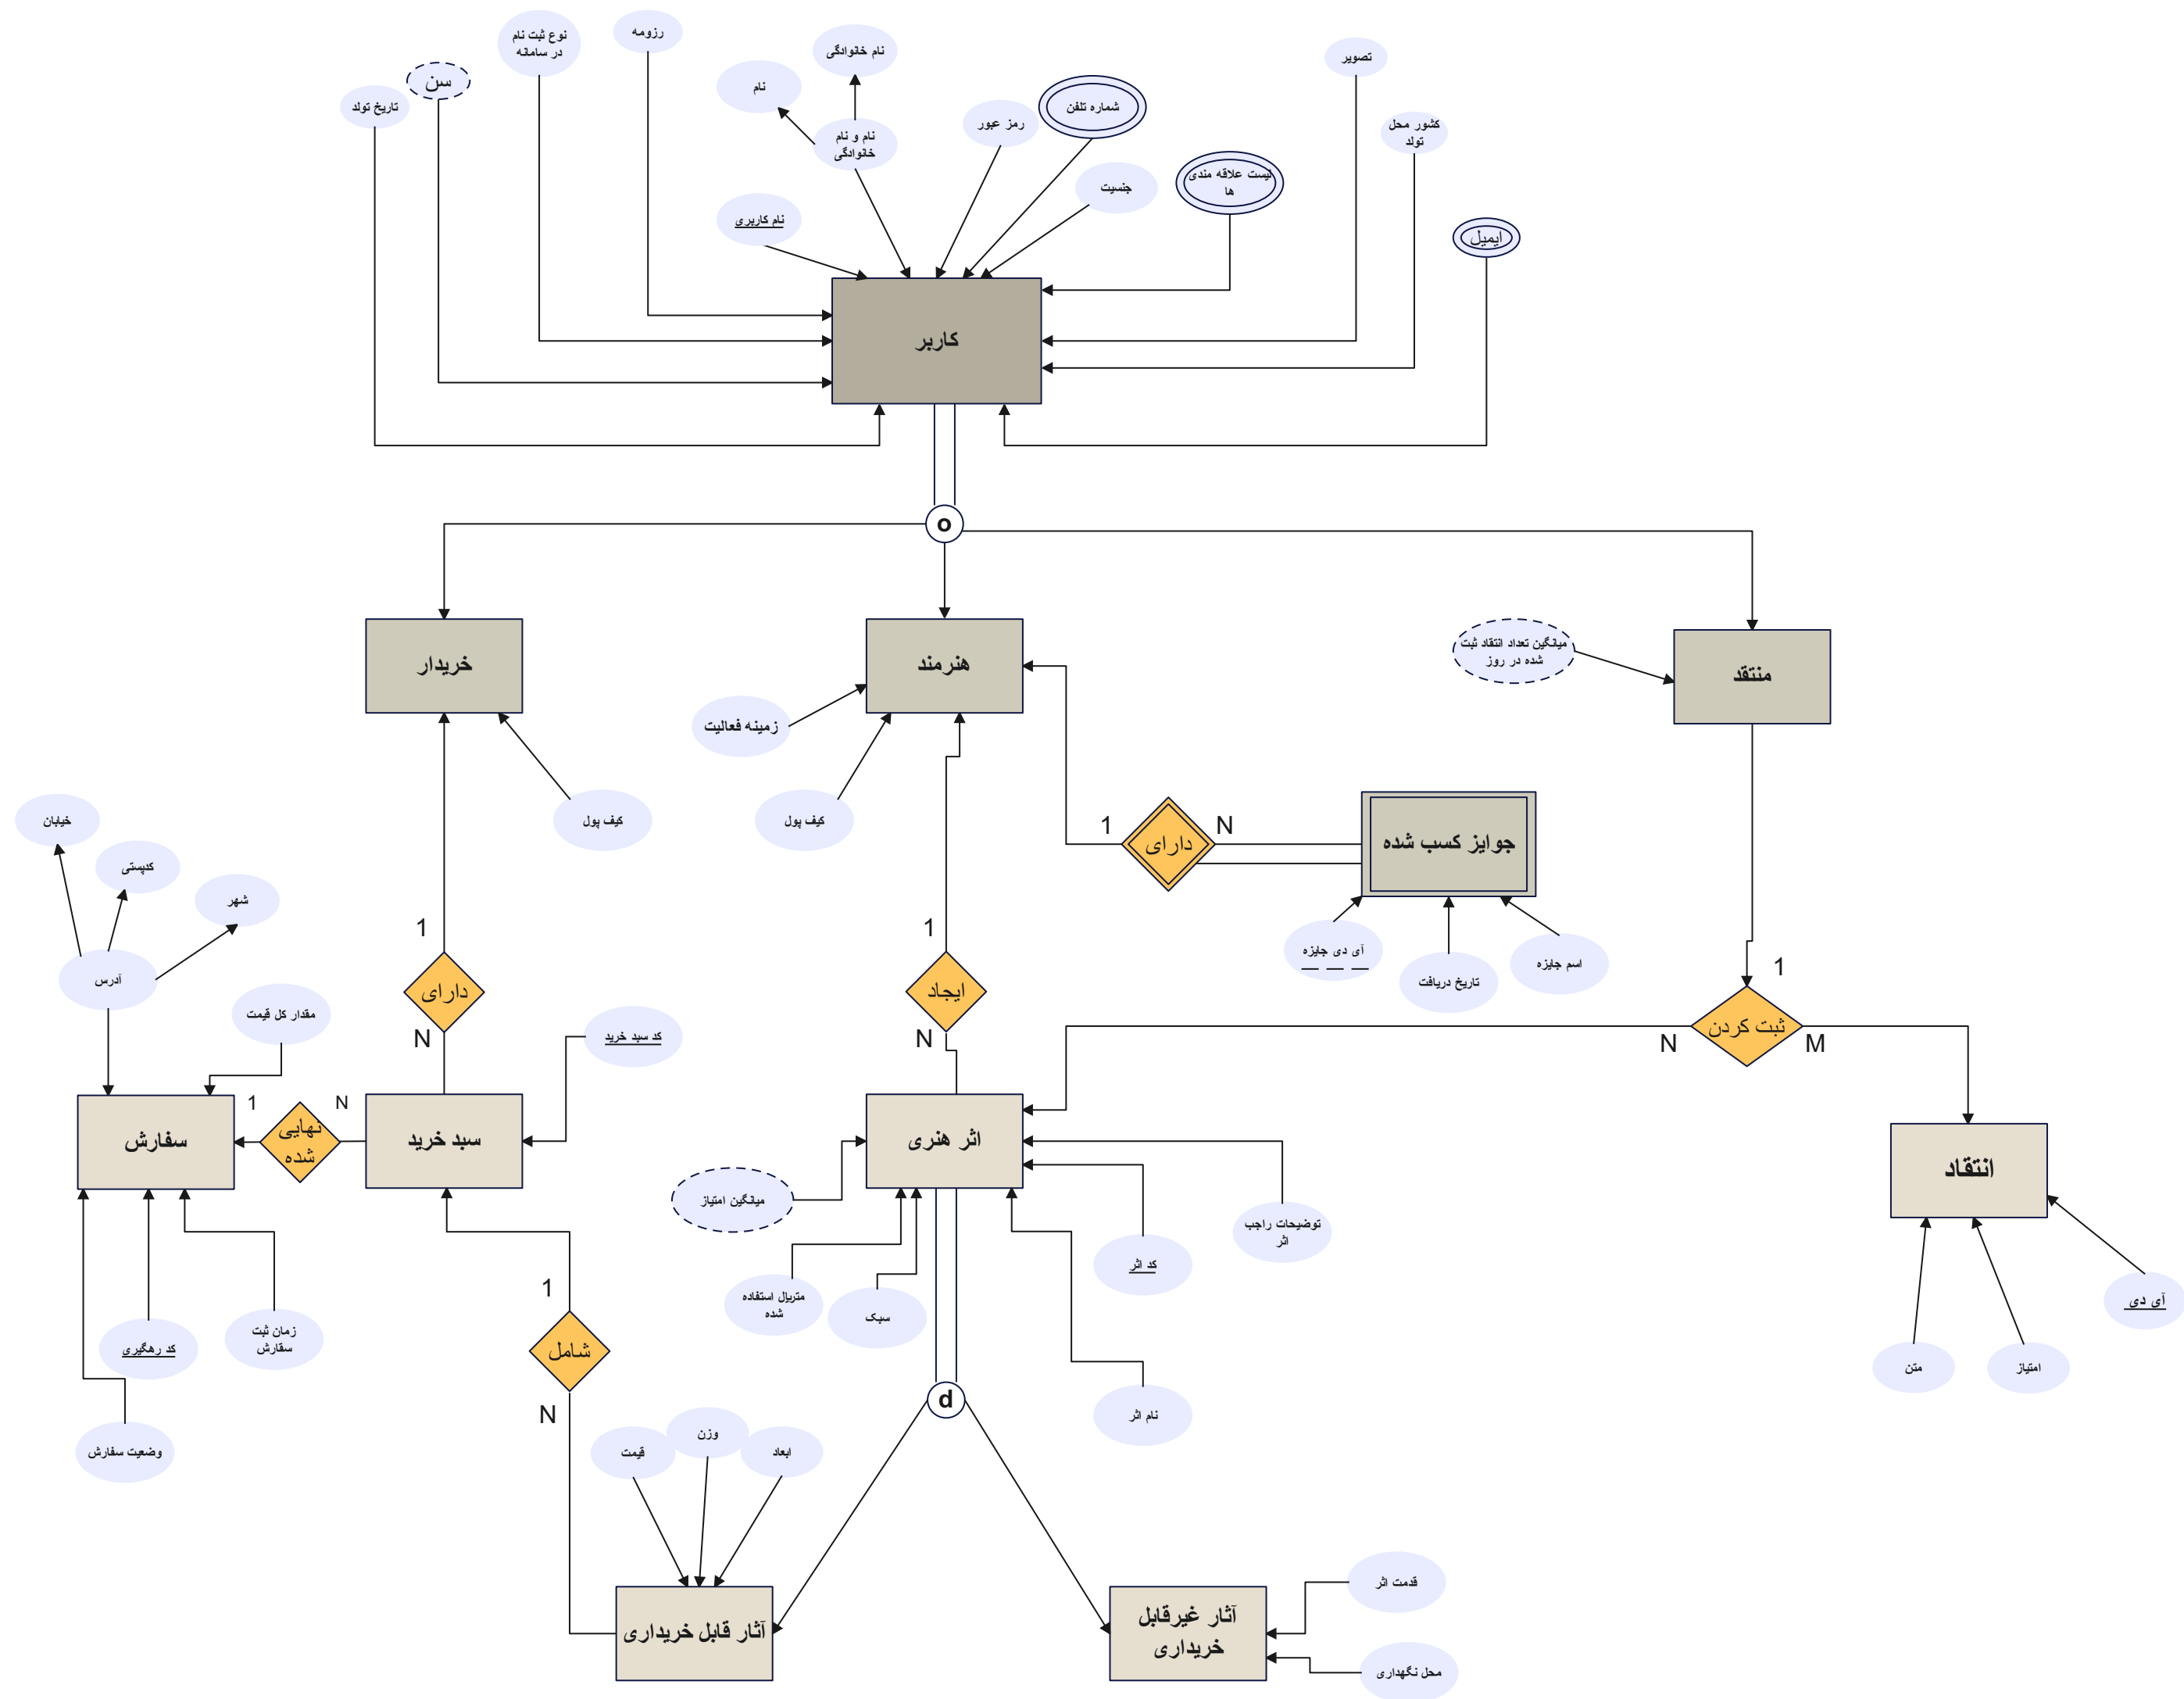 رزومه
نوع ثبت نام
در سامانه
نام خانوادگی
تصویر
سن
نام
تاریخ تولد
شماره تلفن
رمز عبور
کشور محل
تولد
نام و نام
خانوادگی
لیست علاقه مندی
ها
جنسیت
نام کاربری
ایمیل
کاربر
o
خریدار
هنرمند
منتقد
میانگین تعداد انتقاد ثبت
شده در روز
زمینه فعالیت
کیف پول
کیف پول
خیابان
کدپستی
شهر
آدرس
1
دارای
N
جوایز کسب شده
آی دی جایزه
تاریخ دریافت
اسم جایزه
1
دارای
N
1
ایجاد
N
1
ثبت کردن
N
M
مقدار کل قیمت
کد سبد خرید
سفارش
1
نهایی
شده
N
سبد خرید
اثر هنری
انتقاد
میانگین امتیاز
توضیحات راجب
اثر
کد اثر
متریال استفاده
شده
سبک
نام اثر
آی دی
امتیاز
متن
زمان ثبت
سفارش
کد رهگیری
وضعیت سفارش
1
شامل
N
d
قیمت
وزن
ابعاد
آثار قابل خریداری
آثار غیرقابل
خریداری
قدمت اثر
محل نگهداری